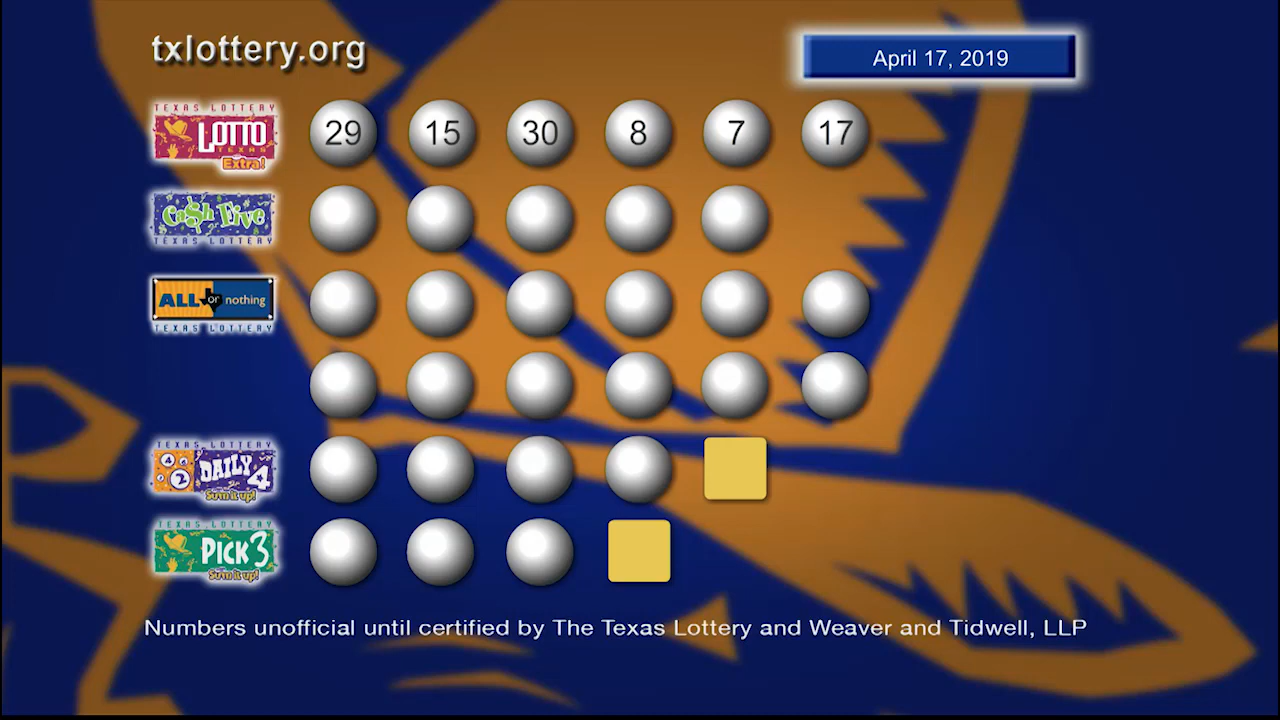 txlottery.org
April 17, 2019
TEXAS LOTTERY
LOTTO
TEXAS
Extra!
29 15 30 8 7 17
Ca$h Five
TEXAS LOTTERY
ALL or nothing
TEXAS LOTTERY
TEXAS LOTTERY
DAILY 4
Sum it up!
TEXAS LOTTERY
PICK 3
Sum it up!
Numbers unofficial until certified by The Texas Lottery and Weaver and Tidwell, LLP